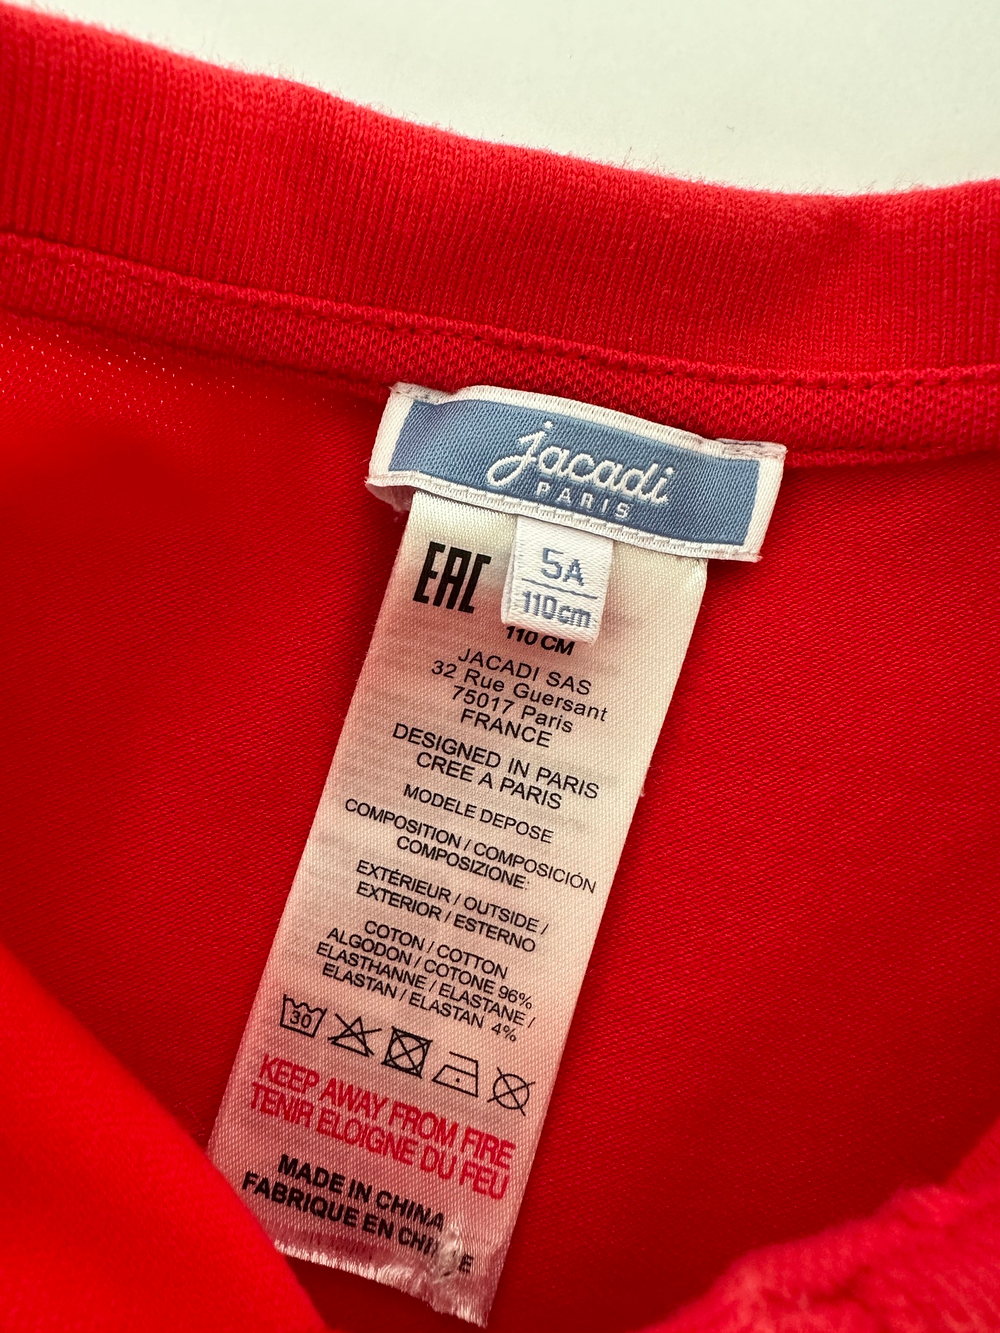 jacadi
PARIS
5A
110cm
EAC
110 CM
JACADI SAS
32 Rue Guersant
75017 Paris
FRANCE
DESIGNED IN PARIS
CREE A PARIS
MODELE DEPOSE
COMPOSITION / COMPOSICIÓN
COMPOSIZIONE:
EXTÉRIEUR / OUTSIDE /
EXTERIOR / ESTERNO
COTON / COTTON
ALGODON / COTONE 96%
ELASTHANNE / ELASTANE /
ELASTAN / ELASTAN 4%
30
KEEP AWAY FROM FIRE
TENIR ELOIGNE DU FEU
MADE IN CHINA
FABRIQUE EN